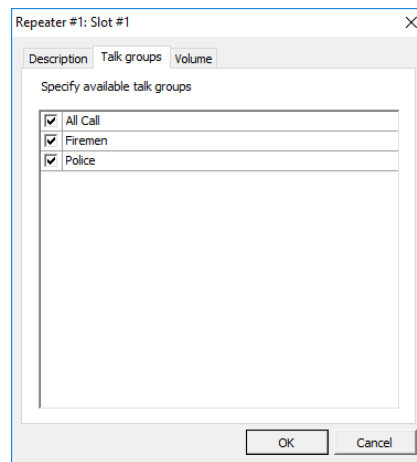 Repeater #1: Slot #1
Description Talk groups Volume
Specify available talk groups
All Call
Firemen
Police
OK Cancel